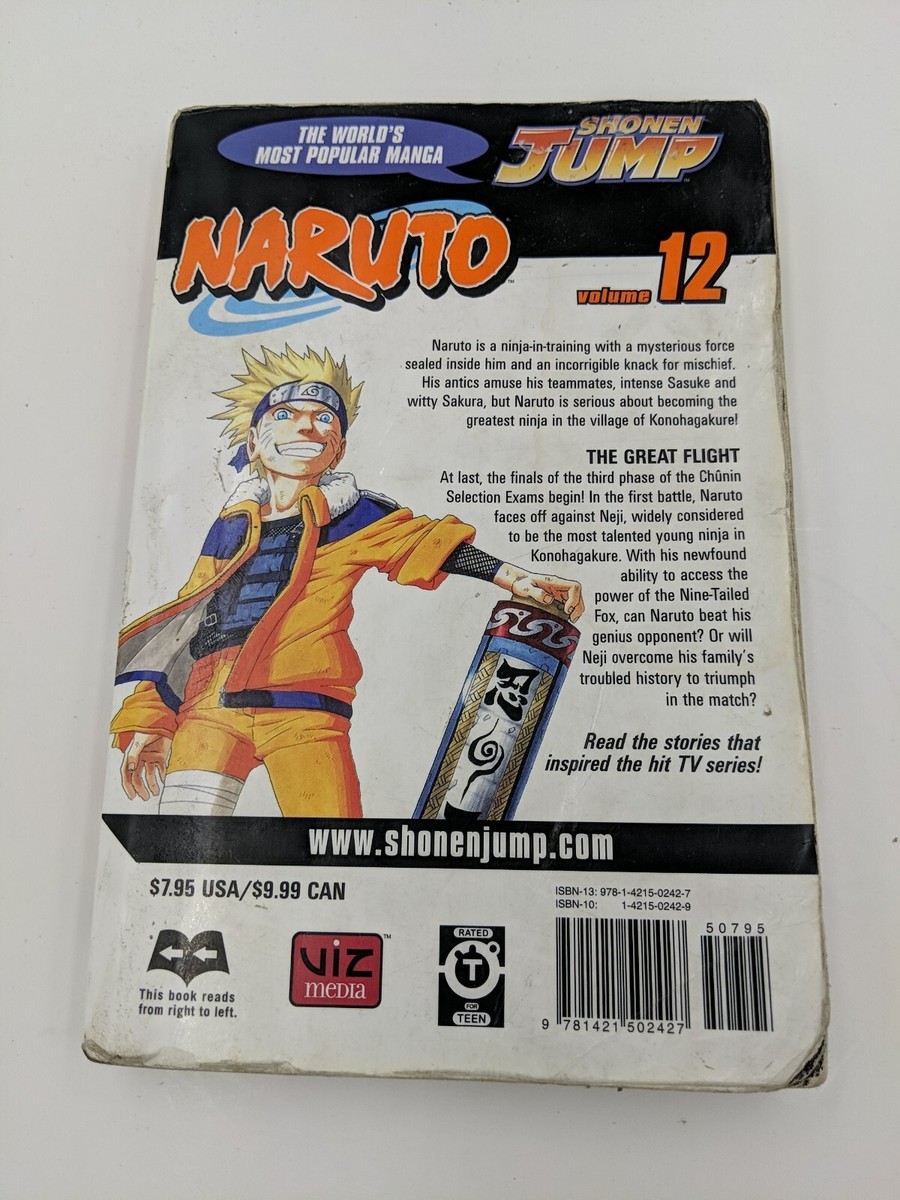 THE WORLD'S
MOST POPULAR MANGA
SHONEN
JUMP
NARUTO
volume 12
Naruto is a ninja-in-training with a mysterious force
sealed inside him and an incorrigible knack for mischief.
His antics amuse his teammates, intense Sasuke and
witty Sakura, but Naruto is serious about becoming the
greatest ninja in the village of Konohagakure!
THE GREAT FLIGHT
At last, the finals of the third phase of the Chûnin
Selection Exams begin! In the first battle, Naruto
faces off against Neji, widely considered
to be the most talented young ninja in
Konohagakure. With his newfound
ability to access the
power of the Nine-Tailed
Fox, can Naruto beat his
genius opponent? Or will
Neji overcome his family's
troubled history to triumph
in the match?
忍
Read the stories that
inspired the hit TV series!
www.shonenjump.com
$7.95 USA/$9.99 CAN
ISBN-13: 978-1-4215-0242-7
ISBN-10: 1-4215-0242-9
This book reads
from right to left.
VIZ
MEDIA
RATED
T
FOR
TEEN
50795
9 781421 502427